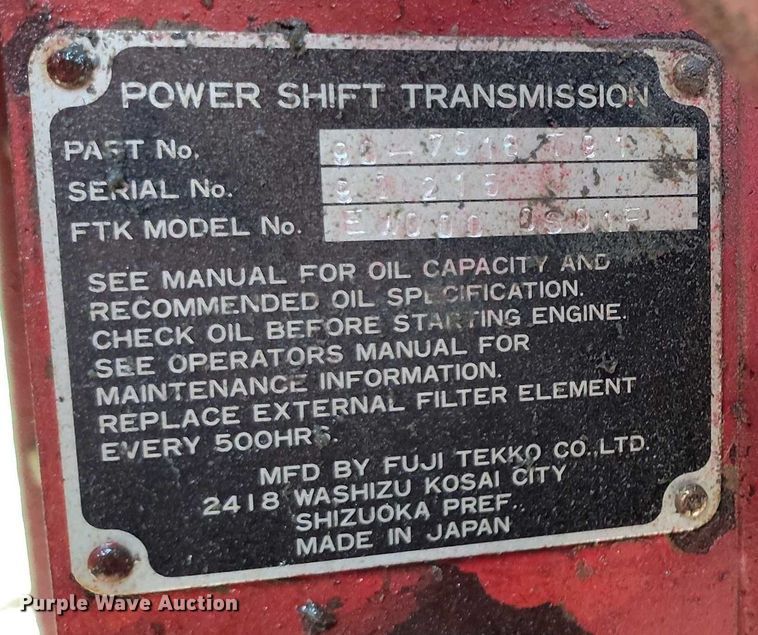 POWER SHIFT TRANSMISSION
PART No.
SERIAL No.
FTK MODEL No.
SEE MANUAL FOR OIL CAPACITY AND
RECOMMENDED OIL SPECIFICATION.
CHECK OIL BEFORE STARTING ENGINE.
SEE OPERATORS MANUAL FOR
MAINTENANCE INFORMATION.
REPLACE EXTERNAL FILTER ELEMENT
EVERY 500HRS.
MFD BY FUJI TEKKO CO.,LTD.
2418 WASHIZU KOSAI CITY
SHIZUOKA PREF.
MADE IN JAPAN
Purple Wave Auction